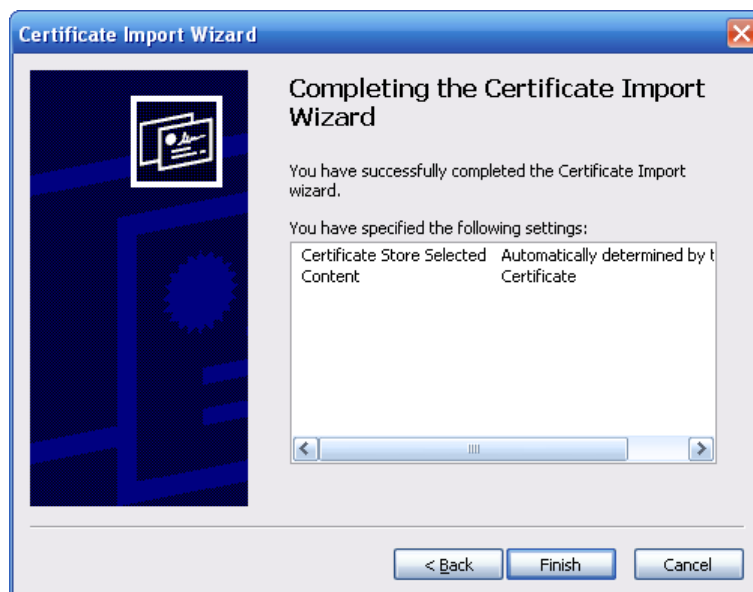 Certificate Import Wizard
Completing the Certificate Import
Wizard
You have successfully completed the Certificate Import
wizard.
You have specified the following settings:
Certificate Store Selected Automatically determined by t
Content Certificate
< Back Finish Cancel